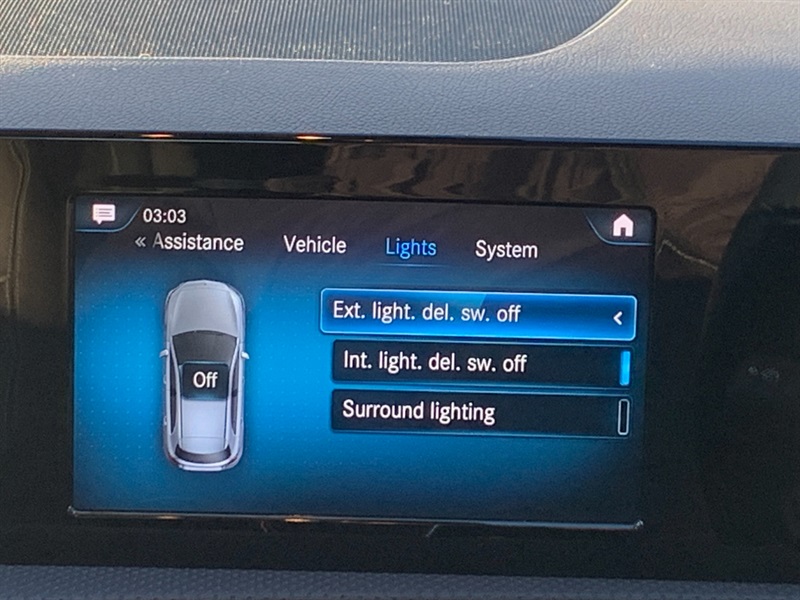 03:03
« Assistance Vehicle Lights System
Ext. light. del. sw. off
Int. light. del. sw. off
Off
Surround lighting